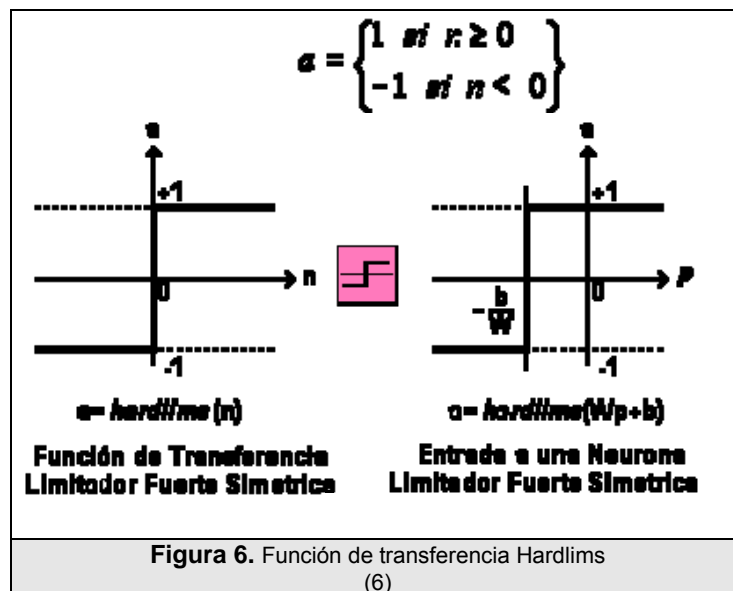 a = {1 si n ≥ 0
-1 si n < 0}
a
+1
0
n
-1
a
+1
0
P
-b/W
-1
a= hardlims (n)
a= hardlims(Wp+b)
Función de Transferencia
Limitador Fuerte Simetrica
Entrada a una Neurona
Limitador Fuerte Simetrica
Figura 6. Función de transferencia Hardlims
(6)